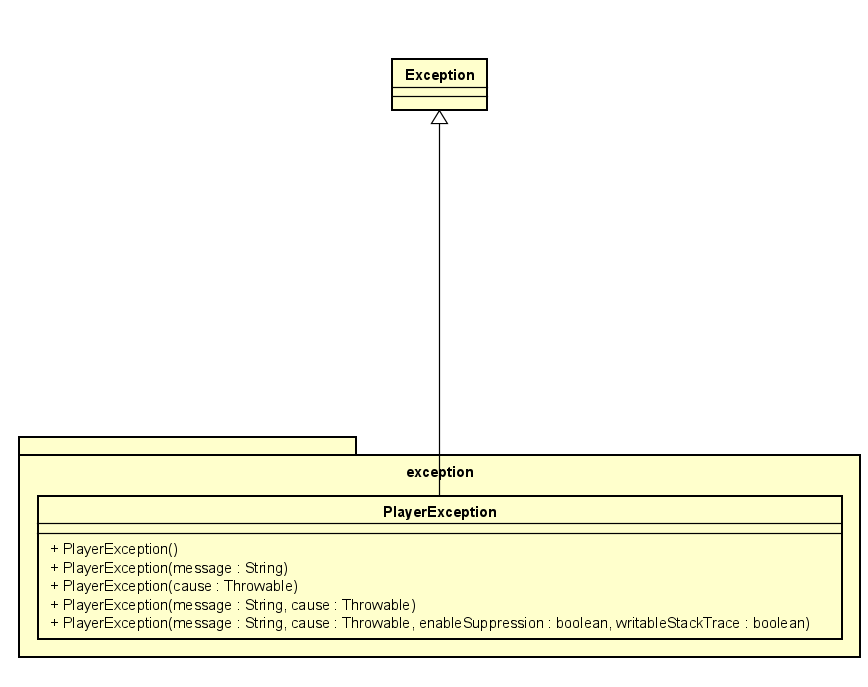 Exception
exception
PlayerException
+ PlayerException()
+ PlayerException(message : String)
+ PlayerException(cause : Throwable)
+ PlayerException(message : String, cause : Throwable)
+ PlayerException(message : String, cause : Throwable, enableSuppression : boolean, writableStackTrace : boolean)